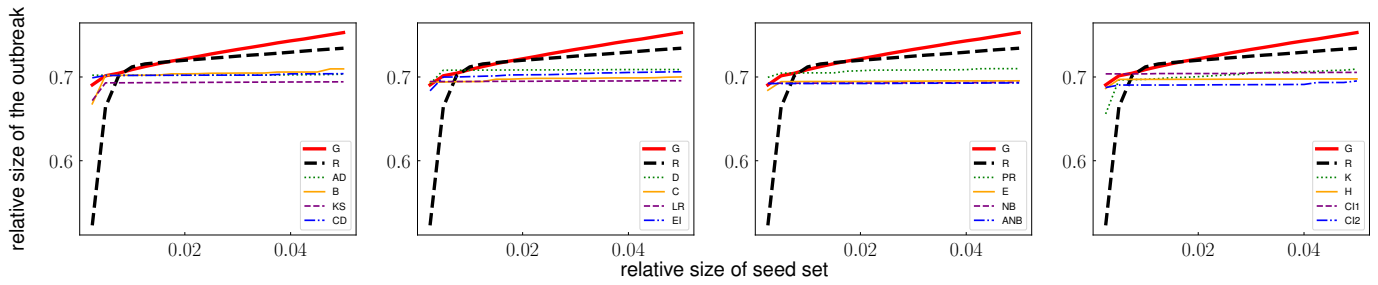 relative size of the outbreak
0.7
0.6
0.02
0.04
G
R
AD
B
KS
CD
0.7
0.6
0.02
0.04
G
R
D
C
LR
EI
0.7
0.6
0.02
0.04
G
R
PR
E
NB
ANB
0.7
0.6
0.02
0.04
G
R
K
H
CI1
CI2
relative size of seed set